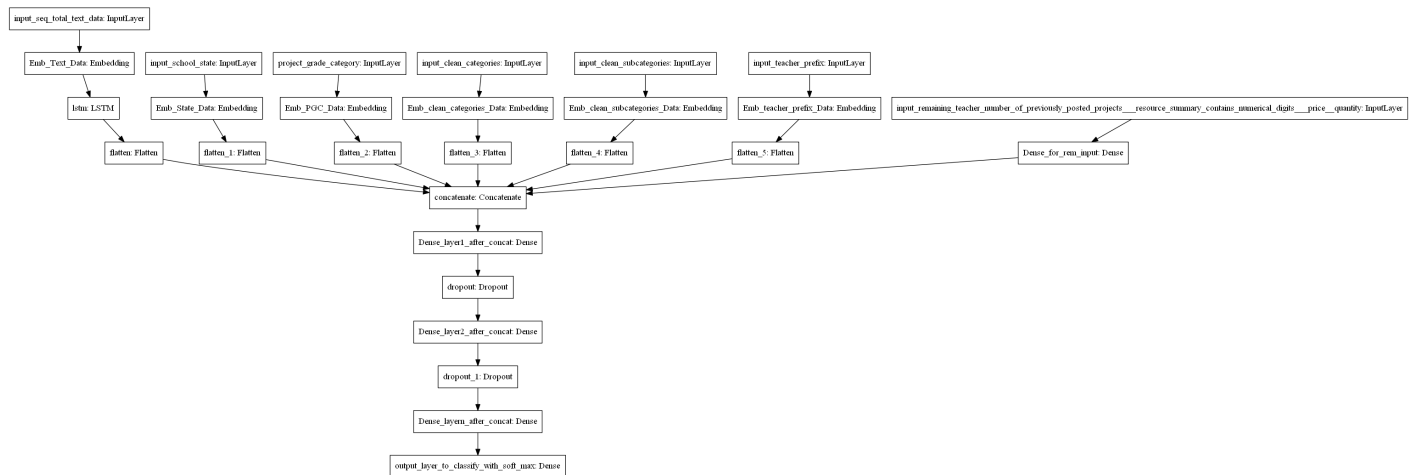 input_seq_total_text_data: InputLayer
Emb_Text_Data: Embedding
input_school_state: InputLayer
project_grade_category: InputLayer
input_clean_categories: InputLayer
input_clean_subcategories: InputLayer
input_teacher_prefix: InputLayer
lstm: LSTM
Emb_State_Data: Embedding
Emb_PGC_Data: Embedding
Emb_clean_categories_Data: Embedding
Emb_clean_subcategories_Data: Embedding
Emb_teacher_prefix_Data: Embedding
input_remaining_teacher_number_of_previously_posted_projects___resource_summary_contains_numerical_digits___price__quantity: InputLayer
flatten: Flatten
flatten_1: Flatten
flatten_2: Flatten
flatten_3: Flatten
flatten_4: Flatten
flatten_5: Flatten
Dense_for_rem_input: Dense
concatenate: Concatenate
Dense_layer1_after_concat: Dense
dropout: Dropout
Dense_layer2_after_concat: Dense
dropout_1: Dropout
Dense_layern_after_concat: Dense
output_layer_to_classify_with_soft_max: Dense